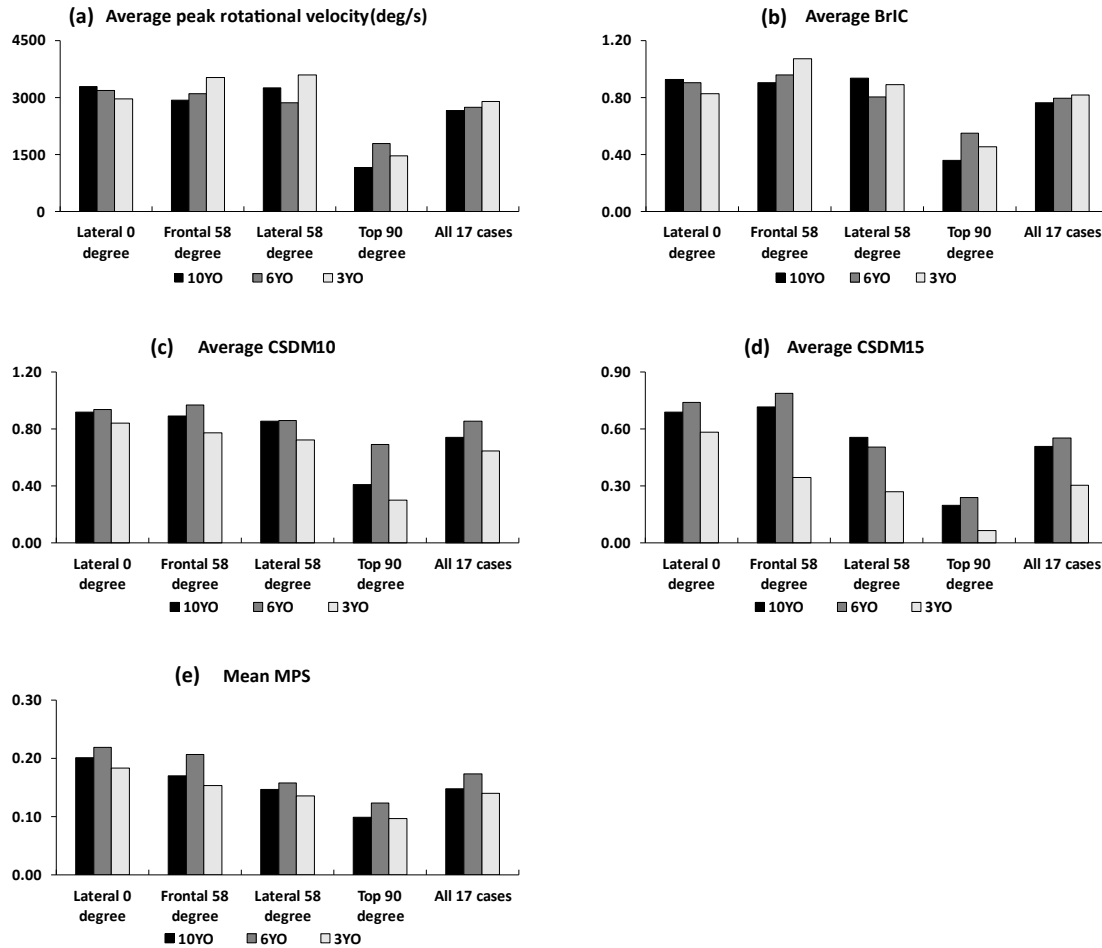 (a) Average peak rotational velocity(deg/s)
4500
3000
1500
0
Lateral 0 degree
Frontal 58 degree
Lateral 58 degree
Top 90 degree
All 17 cases
10YO 6YO 3YO
(b) Average BrIC
1.20
0.80
0.40
0.00
Lateral 0 degree
Frontal 58 degree
Lateral 58 degree
Top 90 degree
All 17 cases
10YO 6YO 3YO
(c) Average CSDM10
1.20
0.80
0.40
0.00
Lateral 0 degree
Frontal 58 degree
Lateral 58 degree
Top 90 degree
All 17 cases
10YO 6YO 3YO
(d) Average CSDM15
0.90
0.60
0.30
0.00
Lateral 0 degree
Frontal 58 degree
Lateral 58 degree
Top 90 degree
All 17 cases
10YO 6YO 3YO
(e) Mean MPS
0.30
0.20
0.10
0.00
Lateral 0 degree
Frontal 58 degree
Lateral 58 degree
Top 90 degree
All 17 cases
10YO 6YO 3YO